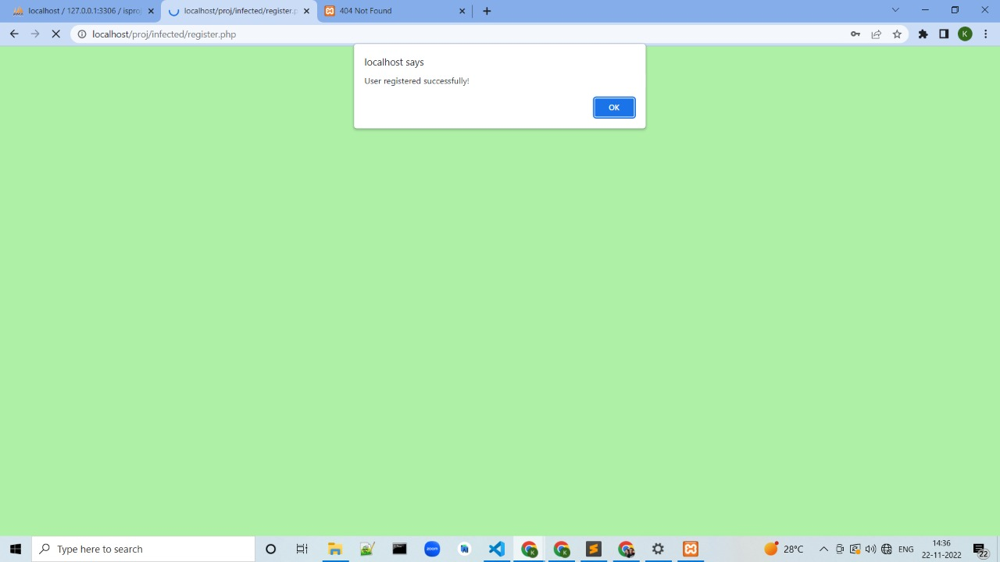 localhost / 127.0.0.1:3306 / isproj
localhost/proj/infected/register.p
404 Not Found
localhost/proj/infected/register.php
K
localhost says
User registered successfully!
OK
Type here to search
zoom
K
K
28°C
ENG
14:36
22-11-2022
22